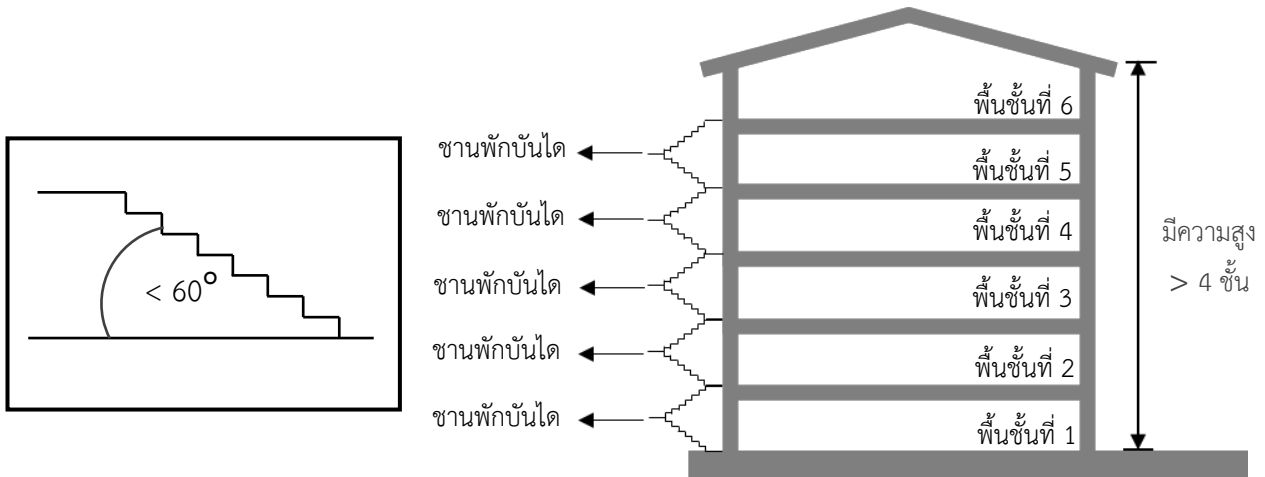 พื้นชั้นที่ 6
ชานพักบันได
พื้นชั้นที่ 5
ชานพักบันได
พื้นชั้นที่ 4
มีความสูง
> 4 ชั้น
ชานพักบันได
พื้นชั้นที่ 3
< 60°
ชานพักบันได
พื้นชั้นที่ 2
ชานพักบันได
พื้นชั้นที่ 1